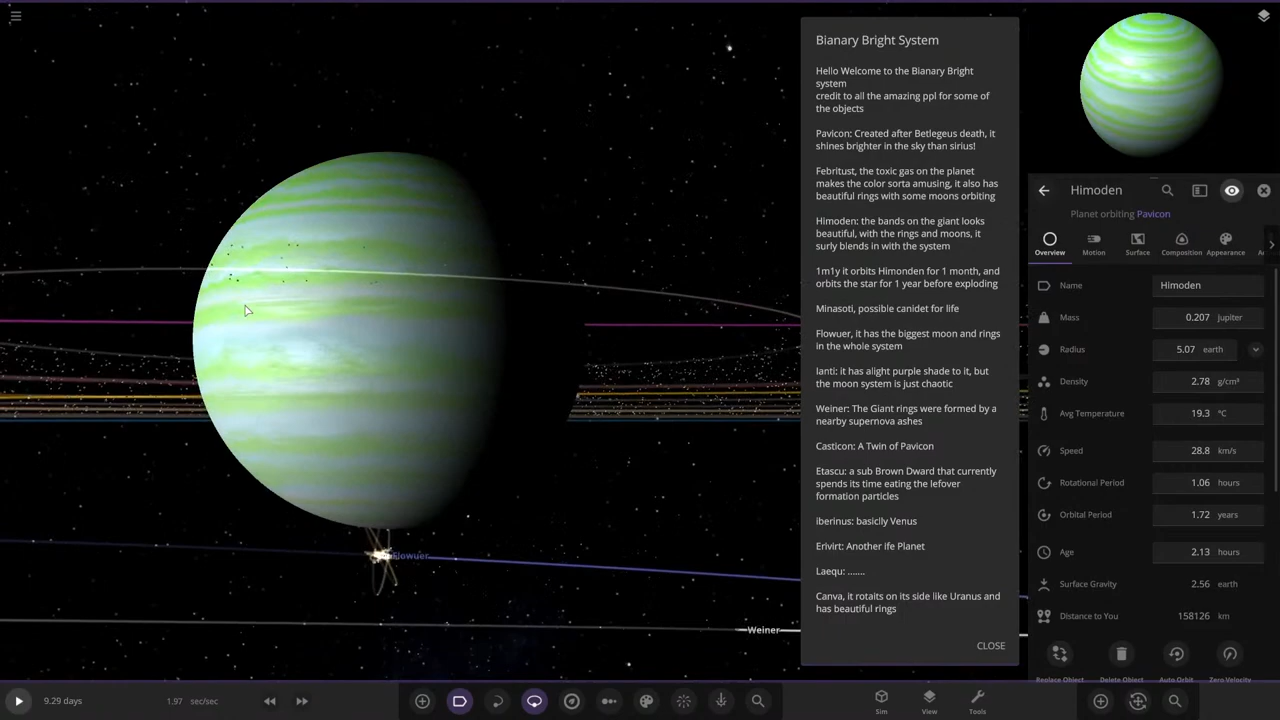 Bianary Bright System
Hello Welcome to the Bianary Bright
system
credit to all the amazing ppl for some of
the objects
Pavicon: Created after Betlegeus death, it
shines brighter in the sky than sirius!
Febritust, the toxic gas on the planet
makes the color sorta amusing, it also has
beautiful rings with some moons orbiting
Himoden: the bands on the giant looks
beautiful, with the rings and moons, it
surly blends in with the system
1m1y it orbits Himonden for 1 month, and
orbits the star for 1 year before exploding
Minasoti, possible canidet for life
Flowuer, it has the biggest moon and rings
in the whole system
Ianti: it has alight purple shade to it, but
the moon system is just chaotic
Weiner: The Giant rings were formed by a
nearby supernova ashes
Casticon: A Twin of Pavicon
Etascu: a sub Brown Dward that currently
spends its time eating the lefover
formation particles
iberinus: basiclly Venus
Erivirt: Another ife Planet
Laequ: .......
Canva, it rotaits on its side like Uranus and
has beautiful rings
CLOSE
Himoden
Planet orbiting Pavicon
Overview Motion Surface Composition Appearance
Name Himoden
Mass 0.207 Jupiter
Radius 5.07 earth
Density 2.78 g/cm³
Avg Temperature 19.3 °C
Speed 28.8 km/s
Rotational Period 1.06 hours
Orbital Period 1.72 years
Age 2.13 hours
Surface Gravity 2.56 earth
Distance to You 158126 km
Replace Object Delete Object Auto Orbit Zero Velocity
Flowuer
Weiner
9.29 days 1.97 sec/sec
Sim View Tools